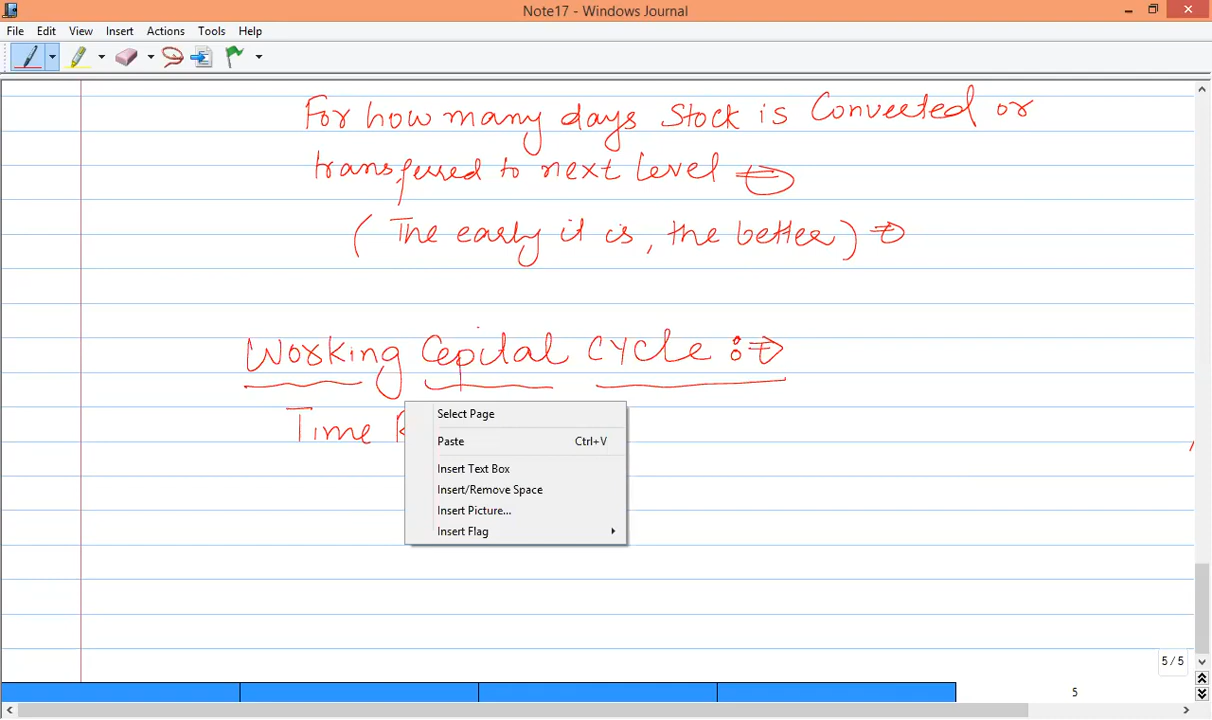 Note17 - Windows Journal
File Edit View Insert Actions Tools Help
For how many days Stock is Converted or
transferred to next level
(The early it is, the better)
Working Capital Cycle :
Time
Select Page
Paste Ctrl+V
Insert Text Box
Insert/Remove Space
Insert Picture...
Insert Flag
5 / 5
5